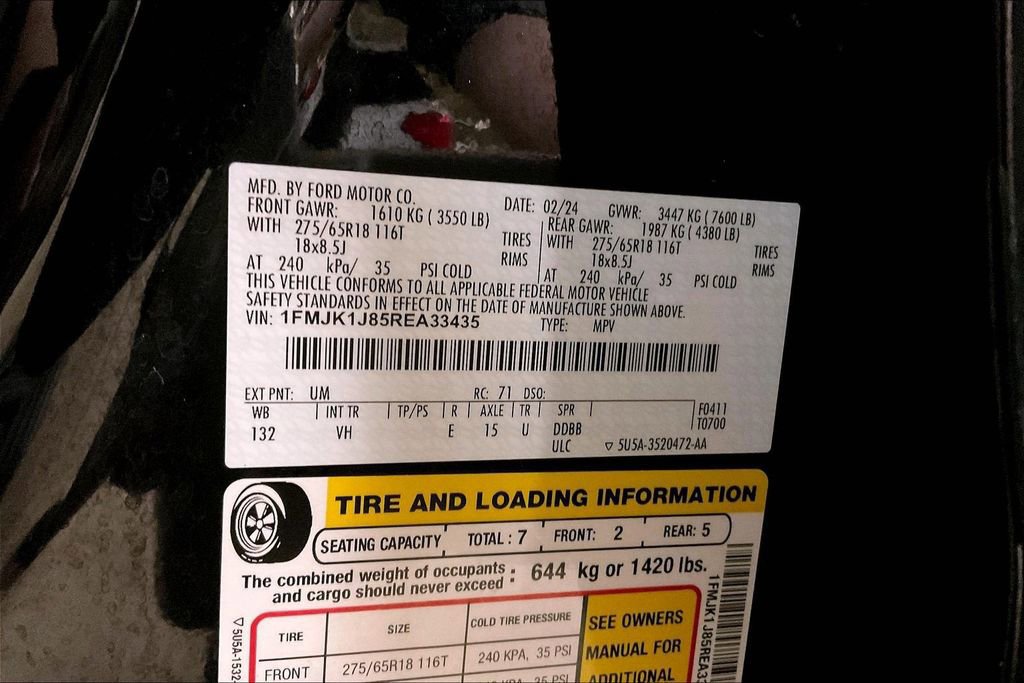 MFD. BY FORD MOTOR CO.
DATE: 02/24 GVWR: 3447 KG ( 7600 LB)
FRONT GAWR: 1610 KG ( 3550 LB) REAR GAWR: 1987 KG ( 4380 LB)
WITH 275/65R18 116T TIRES WITH 275/65R18 116T TIRES
18x8.5J RIMS 18x8.5J RIMS
AT 240 kPa/ 35 PSI COLD AT 240 kPa/ 35 PSI COLD
THIS VEHICLE CONFORMS TO ALL APPLICABLE FEDERAL MOTOR VEHICLE
SAFETY STANDARDS IN EFFECT ON THE DATE OF MANUFACTURE SHOWN ABOVE.
VIN: 1FMJK1J85REA33435 TYPE: MPV
EXT PNT: UM RC: 71 DSO:
WB INT TR TP/PS R AXLE TR SPR F0411
132 VH E 15 U DDBB T0700
ULC ▽ 5U5A-3520472-AA
TIRE AND LOADING INFORMATION
SEATING CAPACITY TOTAL : 7 FRONT: 2 REAR: 5
The combined weight of occupants
and cargo should never exceed : 644 kg or 1420 lbs.
TIRE SIZE COLD TIRE PRESSURE SEE OWNERS
FRONT 275/65R18 116T 240 KPA, 35 PSI MANUAL FOR
35 PSI ADDITIONAL
▽ 5U5A-1532
1FMJK1J85REA3